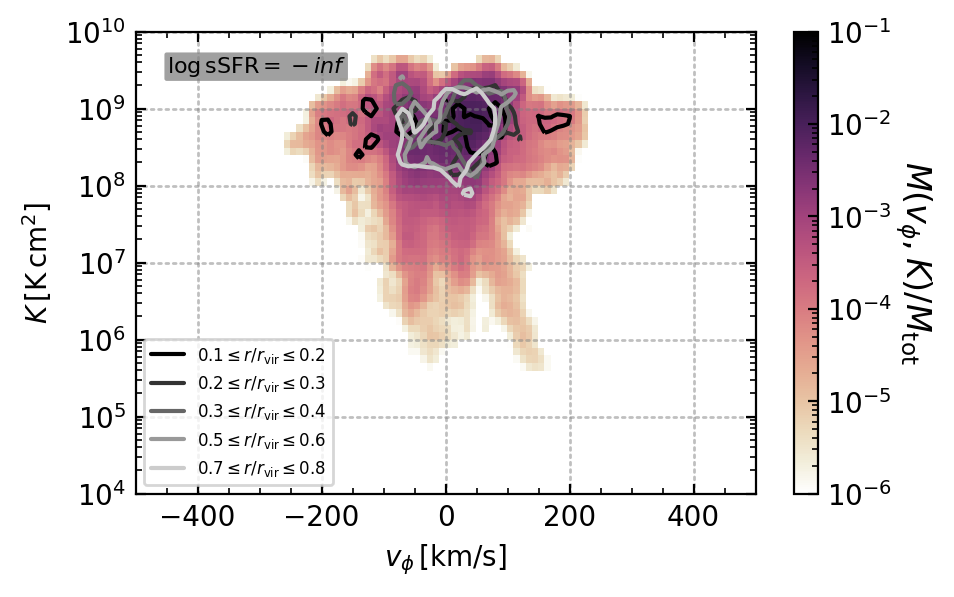 10^10
10^9
10^8
10^7
10^6
10^5
10^4
K [K cm^2]
log sSFR = −inf
0.1 ≤ r/r_vir ≤ 0.2
0.2 ≤ r/r_vir ≤ 0.3
0.3 ≤ r/r_vir ≤ 0.4
0.5 ≤ r/r_vir ≤ 0.6
0.7 ≤ r/r_vir ≤ 0.8
−400 −200 0 200 400
v_ϕ [km/s]
10^−1
10^−2
10^−3
10^−4
10^−5
10^−6
M(v_ϕ, K)/M_tot